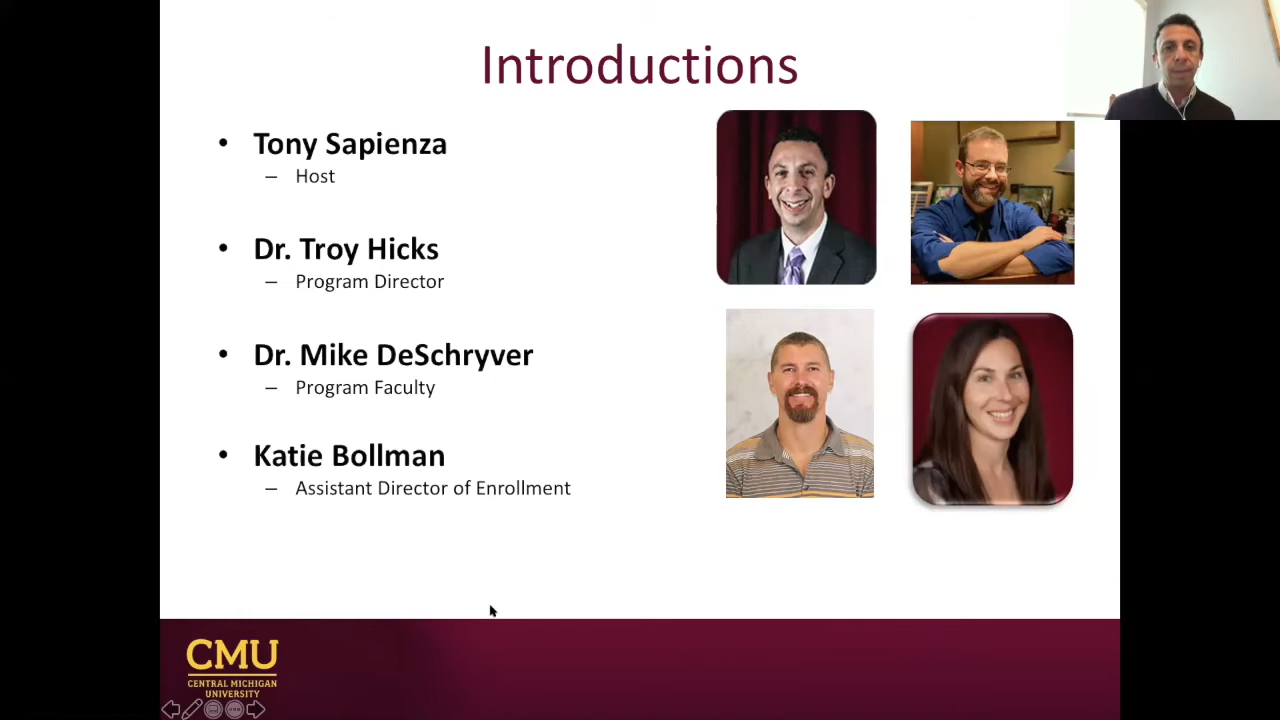 Introductions
• Tony Sapienza
– Host
• Dr. Troy Hicks
– Program Director
• Dr. Mike DeSchryver
– Program Faculty
• Katie Bollman
– Assistant Director of Enrollment
CMU
CENTRAL MICHIGAN
UNIVERSITY